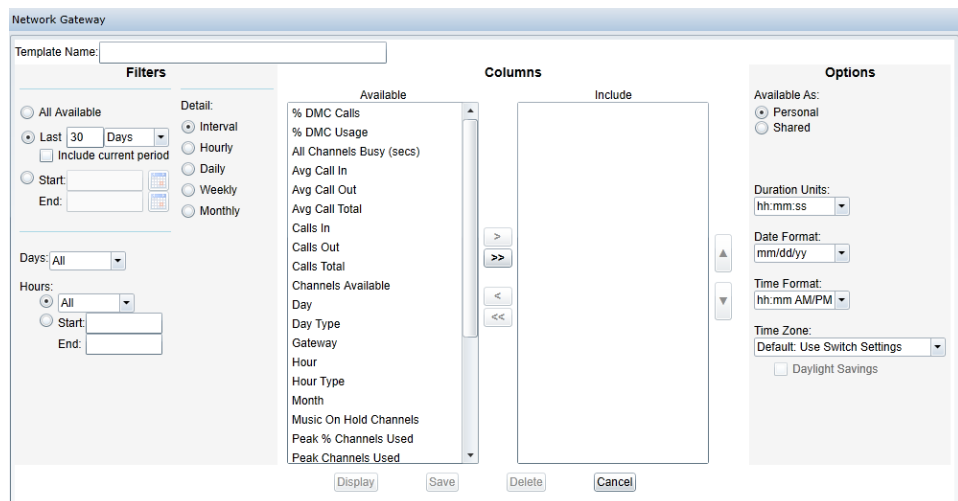 Network Gateway
Template Name:
Filters
All Available
Last 30 Days
Include current period
Start:
End:
Detail:
Interval
Hourly
Daily
Weekly
Monthly
Days: All
Hours:
All
Start:
End:
Columns
Available
% DMC Calls
% DMC Usage
All Channels Busy (secs)
Avg Call In
Avg Call Out
Avg Call Total
Calls In
Calls Out
Calls Total
Channels Available
Day
Day Type
Gateway
Hour
Hour Type
Month
Music On Hold Channels
Peak % Channels Used
Peak Channels Used
>
>>
<
<<
Include
Options
Available As:
Personal
Shared
Duration Units:
hh:mm:ss
Date Format:
mm/dd/yy
Time Format:
hh:mm AM/PM
Time Zone:
Default: Use Switch Settings
Daylight Savings
Display Save Delete Cancel